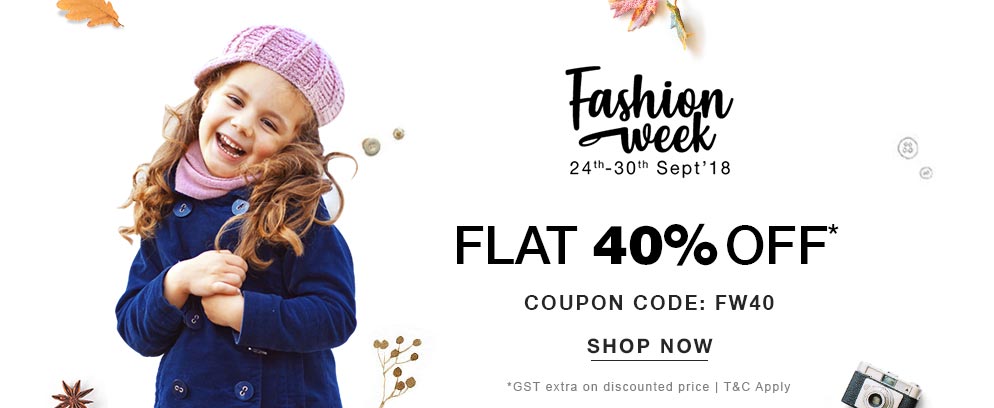 Fashion
week
24th-30th Sept'18
FLAT 40% OFF*
COUPON CODE: FW40
SHOP NOW
*GST extra on discounted price | T&C Apply